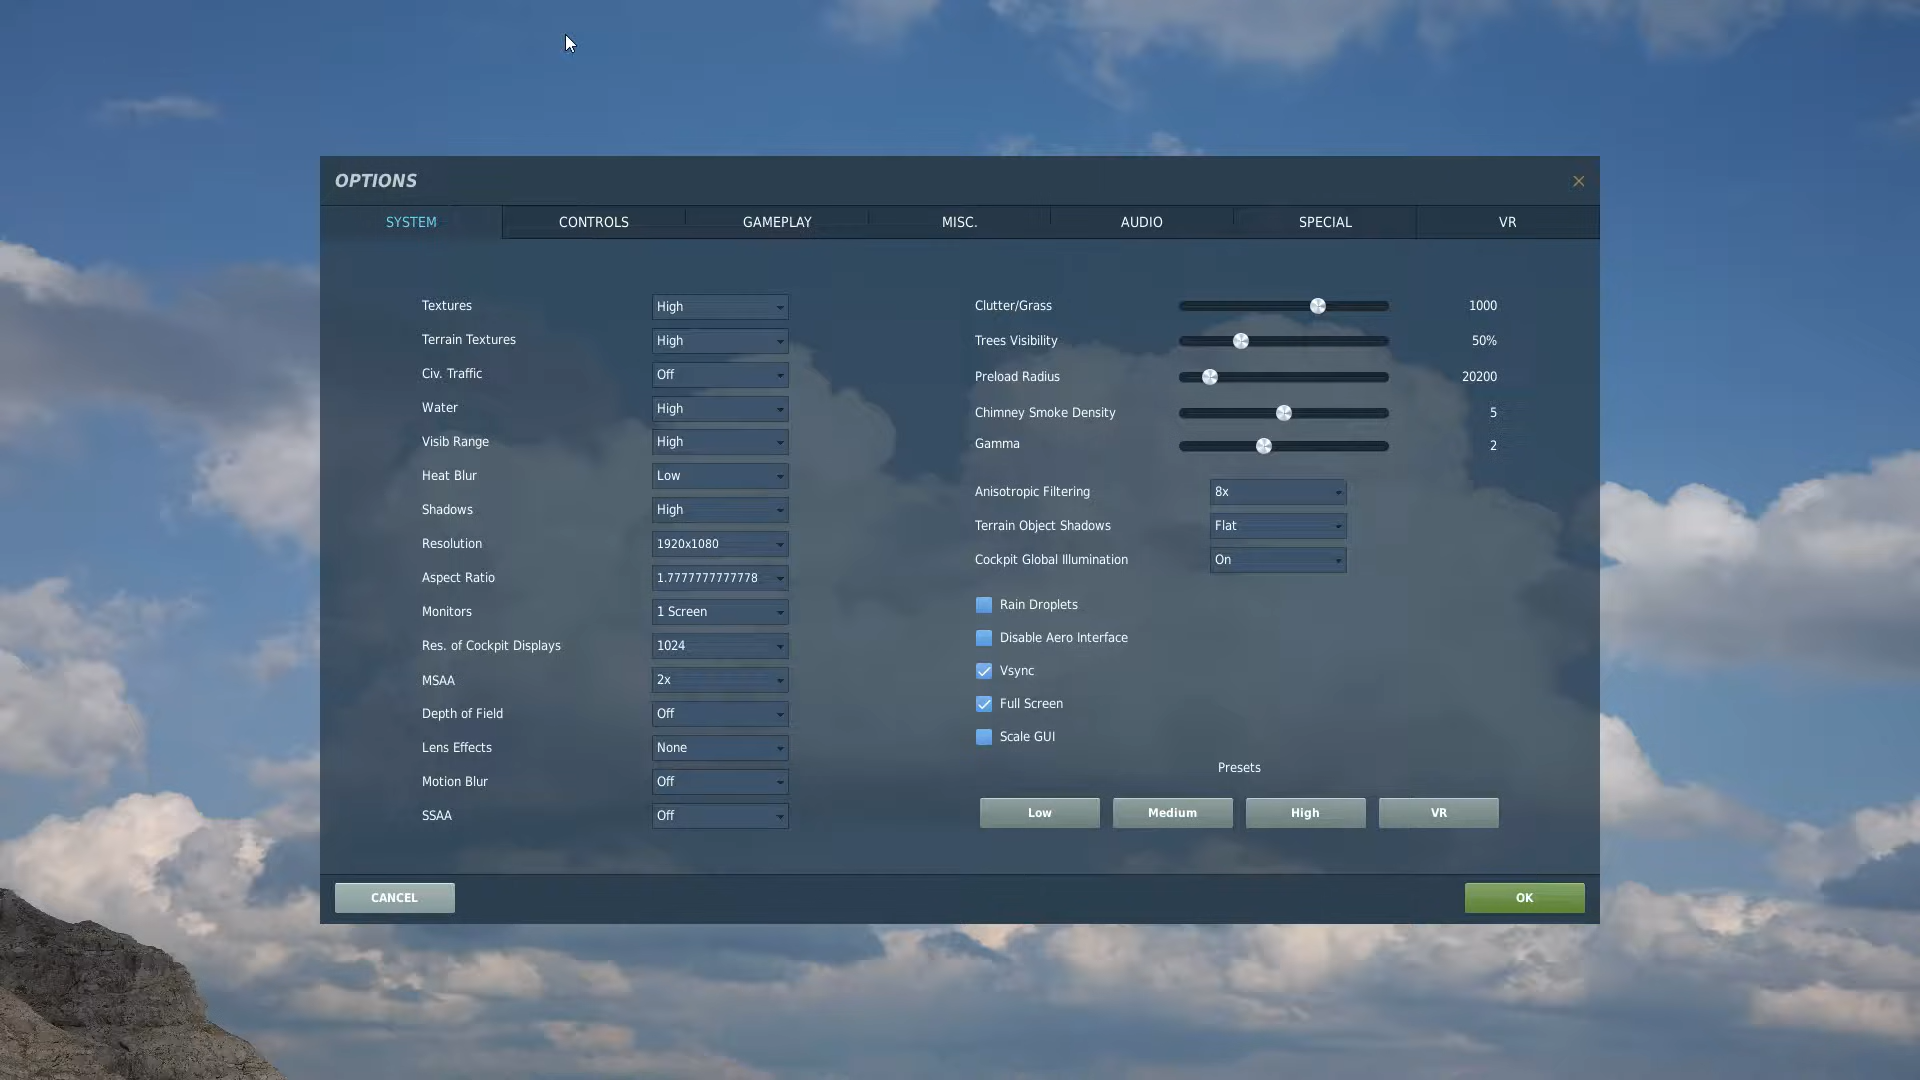 OPTIONS
SYSTEM CONTROLS GAMEPLAY MISC. AUDIO SPECIAL VR
Textures High
Terrain Textures High
Civ. Traffic Off
Water High
Visib Range High
Heat Blur Low
Shadows High
Resolution 1920x1080
Aspect Ratio 1.7777777777778
Monitors 1 Screen
Res. of Cockpit Displays 1024
MSAA 2x
Depth of Field Off
Lens Effects None
Motion Blur Off
SSAA Off
Clutter/Grass 1000
Trees Visibility 50%
Preload Radius 20200
Chimney Smoke Density 5
Gamma 2
Anisotropic Filtering 8x
Terrain Object Shadows Flat
Cockpit Global Illumination On
Rain Droplets
Disable Aero Interface
Vsync
Full Screen
Scale GUI
Presets
Low Medium High VR
CANCEL OK